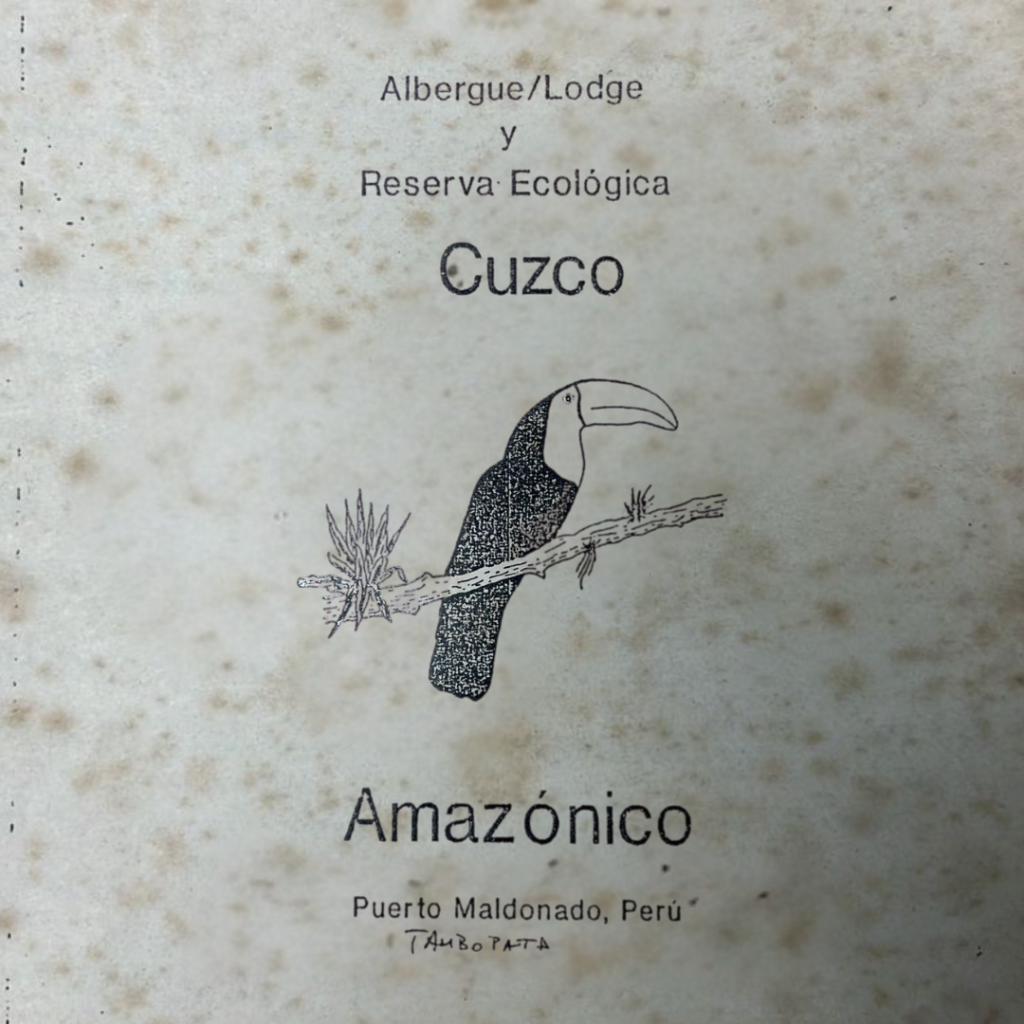 Albergue/Lodge
y
Reserva Ecológica
Cuzco
Amazónico
Puerto Maldonado, Perú
TAMBOPATA